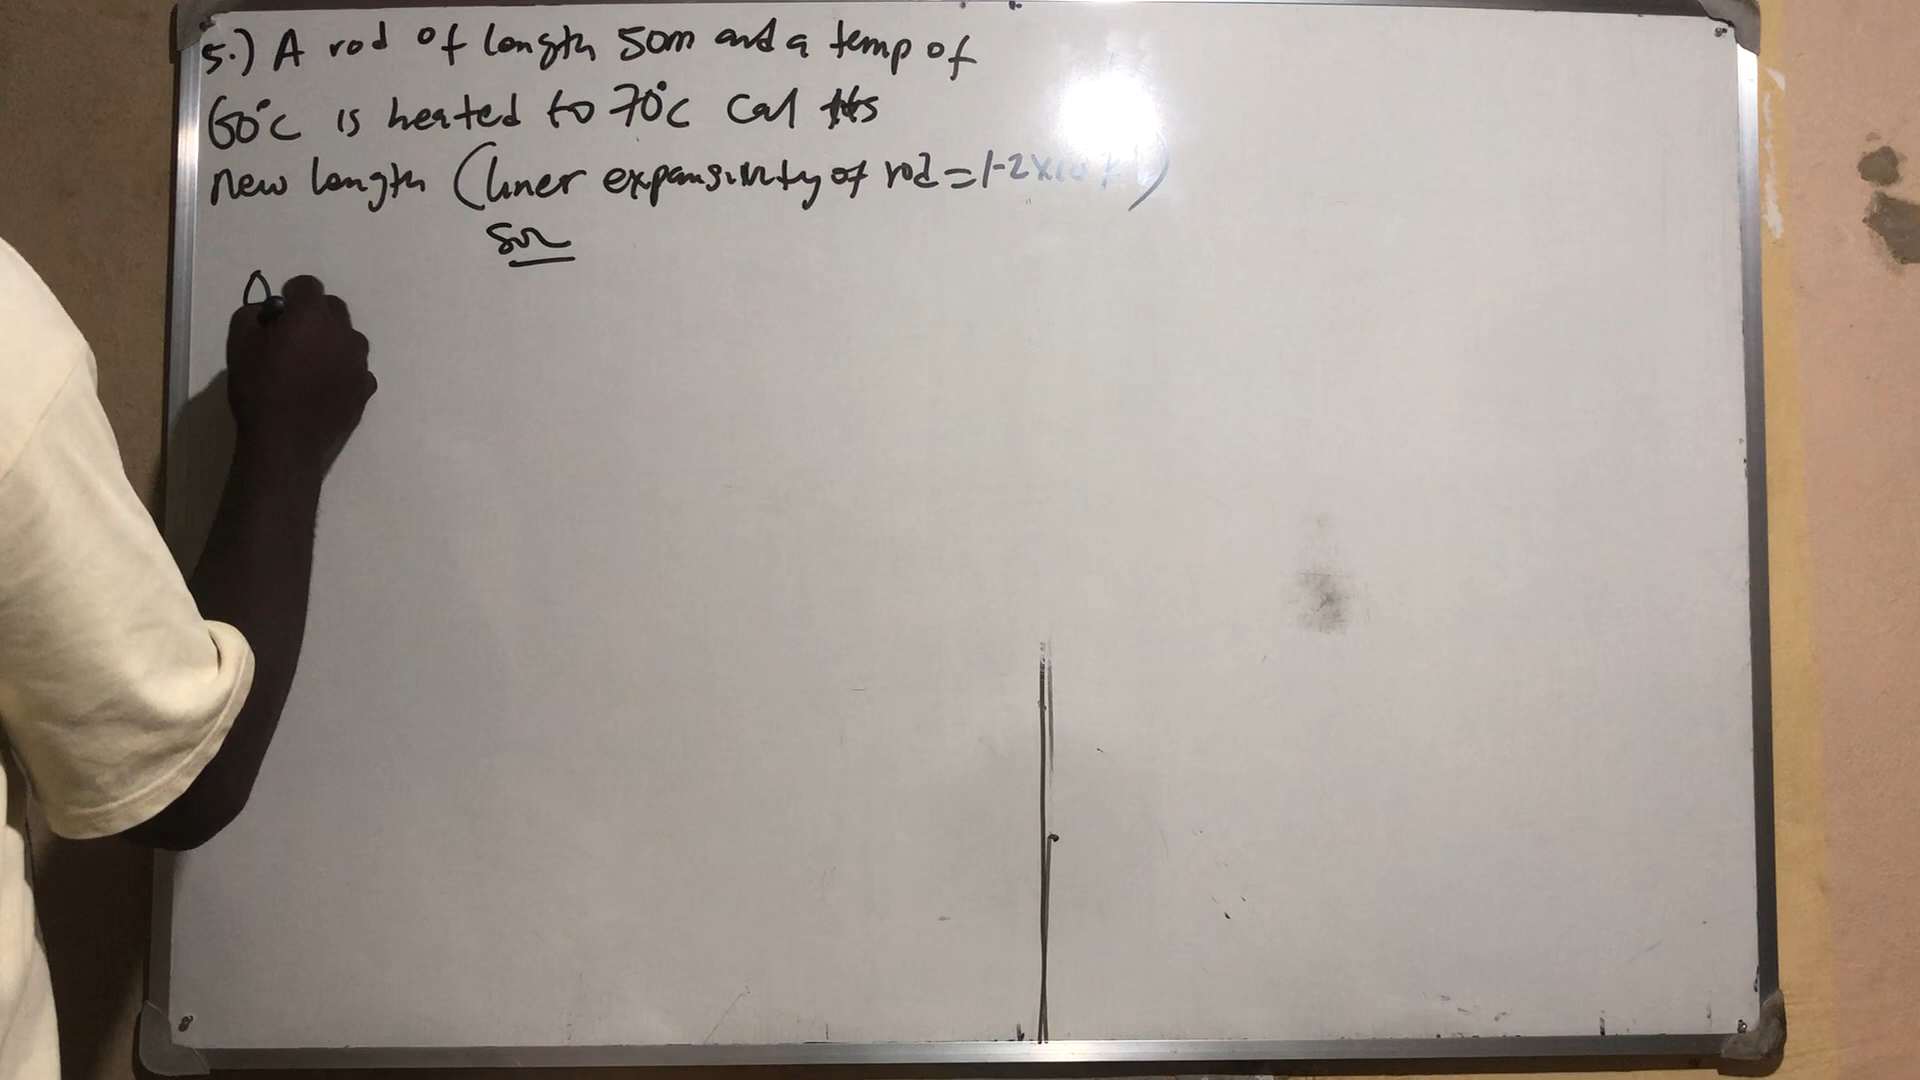 5.) A rod of length 50m and a temp of
60°C is heated to 70°C Cal its
new length (liner expansivity of rod = 1.2x10
Sol